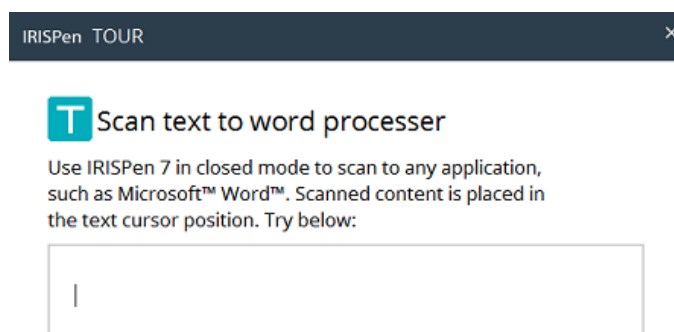 IRISPen TOUR
T Scan text to word processer
Use IRISPen 7 in closed mode to scan to any application,
such as Microsoft™ Word™. Scanned content is placed in
the text cursor position. Try below: